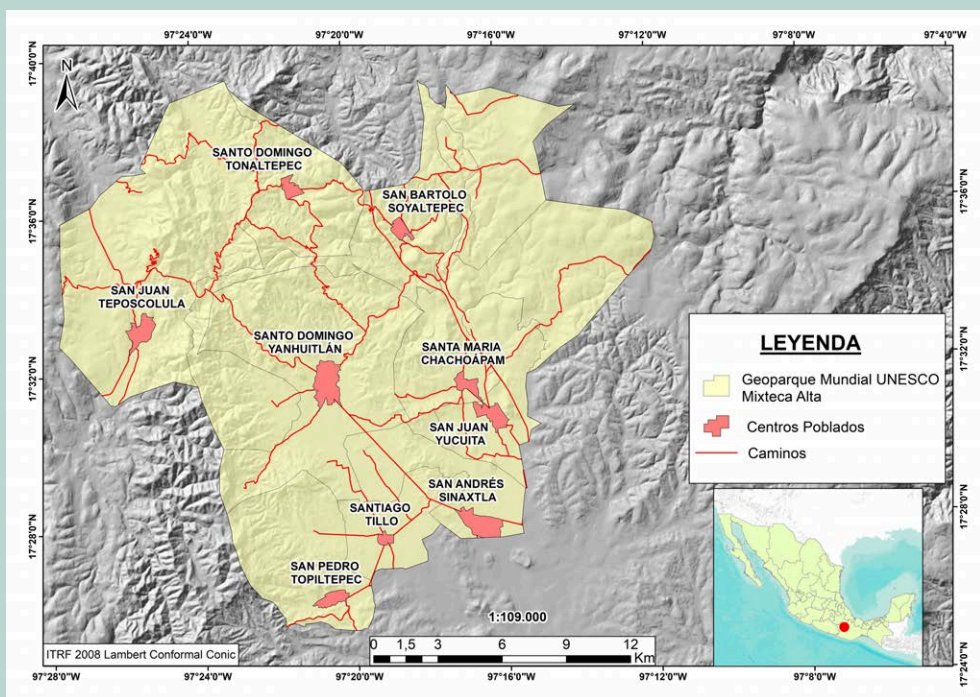 97°24'0"W
97°20'0"W
97°16'0"W
97°12'0"W
97°8'0"W
97°4'0"W
17°40'0"N
N
SANTO DOMINGO
TONALTEPEC
SAN BARTOLO
SOYALTEPEC
17°36'0"N
17°36'0"N
SAN JUAN
TEPOSCOLULA
SANTO DOMINGO
YANHUITLÁN
SANTA MARIA
CHACHOÁPAM
17°32'0"N
17°32'0"N
LEYENDA
Geoparque Mundial UNESCO
Mixteca Alta
Centros Poblados
Caminos
SAN JUAN
YUCUITA
SAN ANDRÉS
SINAXTLA
SANTIAGO
TILLO
17°28'0"N
17°28'0"N
SAN PEDRO
TOPILTEPEC
1:109.000
0 1,5 3 6 9 12
Km
ITRF 2008 Lambert Conformal Conic
17°24'0"N
97°28'0"W
97°24'0"W
97°20'0"W
97°16'0"W
97°12'0"W
97°8'0"W